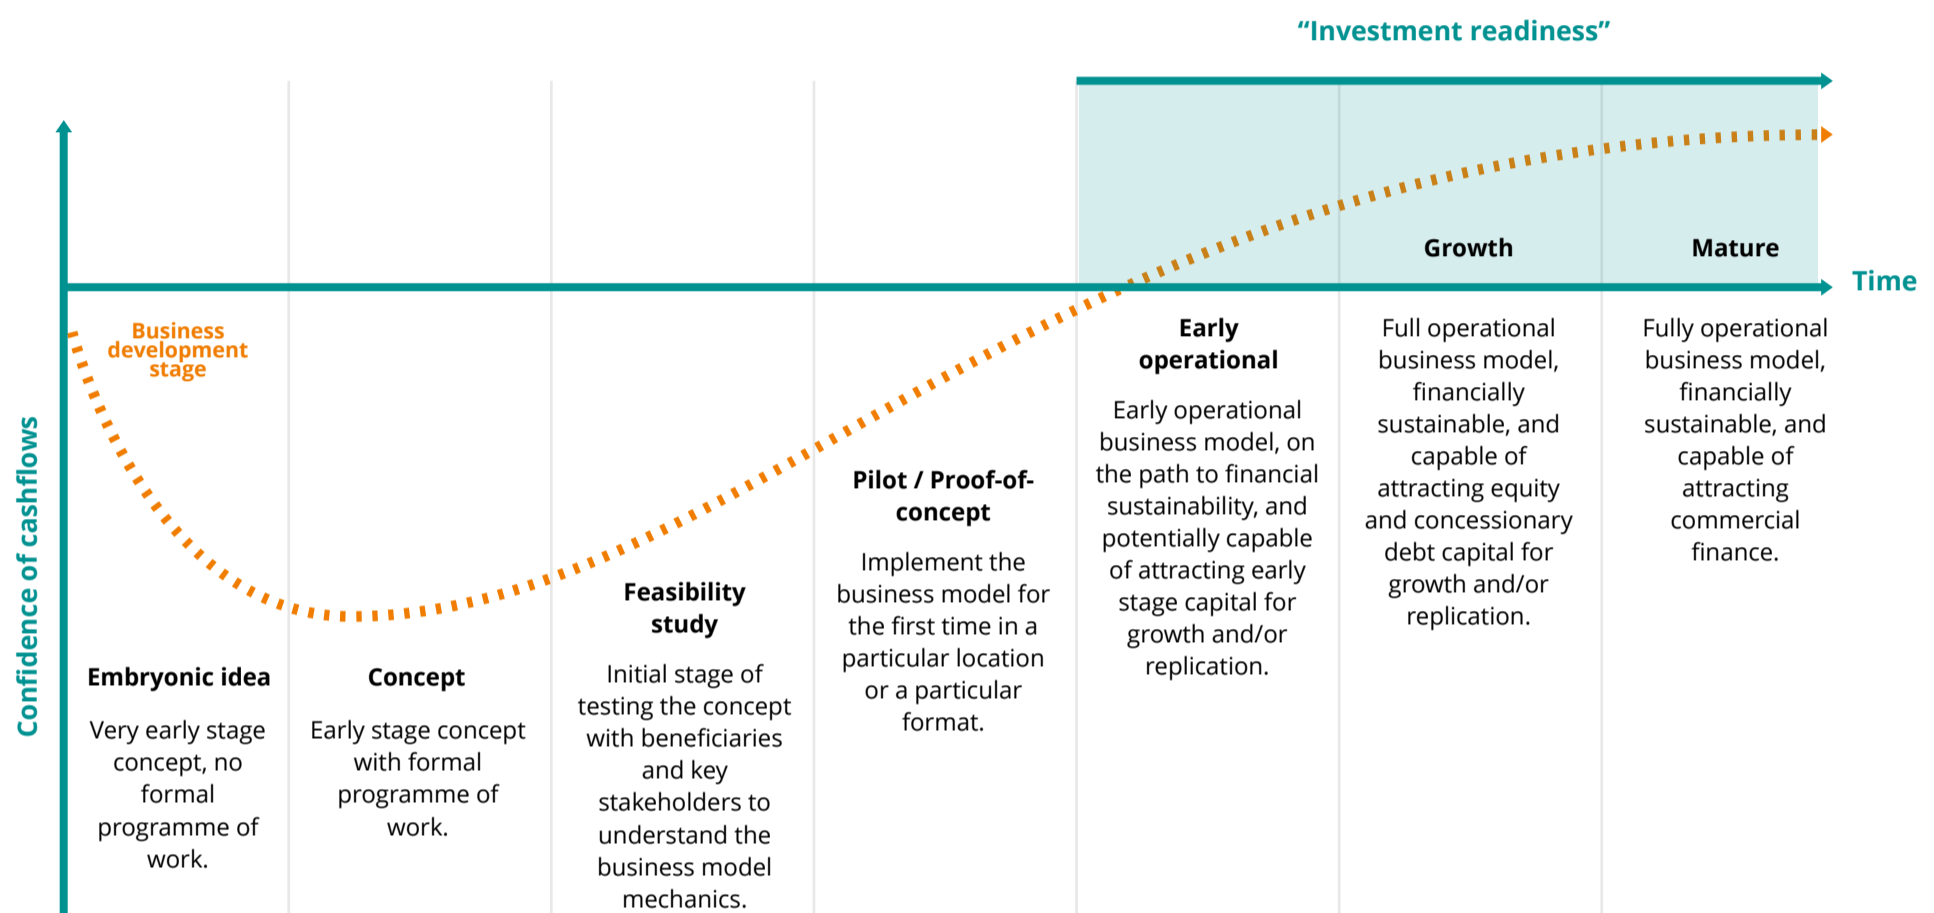 “Investment readiness”
Growth
Mature
Time
Confidence of cashflows
Business
development
stage
Embryonic idea
Very early stage
concept, no
formal
programme of
work.
Concept
Early stage concept
with formal
programme of
work.
Feasibility
study
Initial stage of
testing the concept
with beneficiaries
and key
stakeholders to
understand the
business model
mechanics.
Pilot / Proof-of-
concept
Implement the
business model for
the first time in a
particular location
or a particular
format.
Early
operational
Early operational
business model, on
the path to financial
sustainability, and
potentially capable
of attracting early
stage capital for
growth and/or
replication.
Full operational
business model,
financially
sustainable, and
capable of
attracting equity
and concessionary
debt capital for
growth and/or
replication.
Fully operational
business model,
financially
sustainable, and
capable of
attracting
commercial
finance.